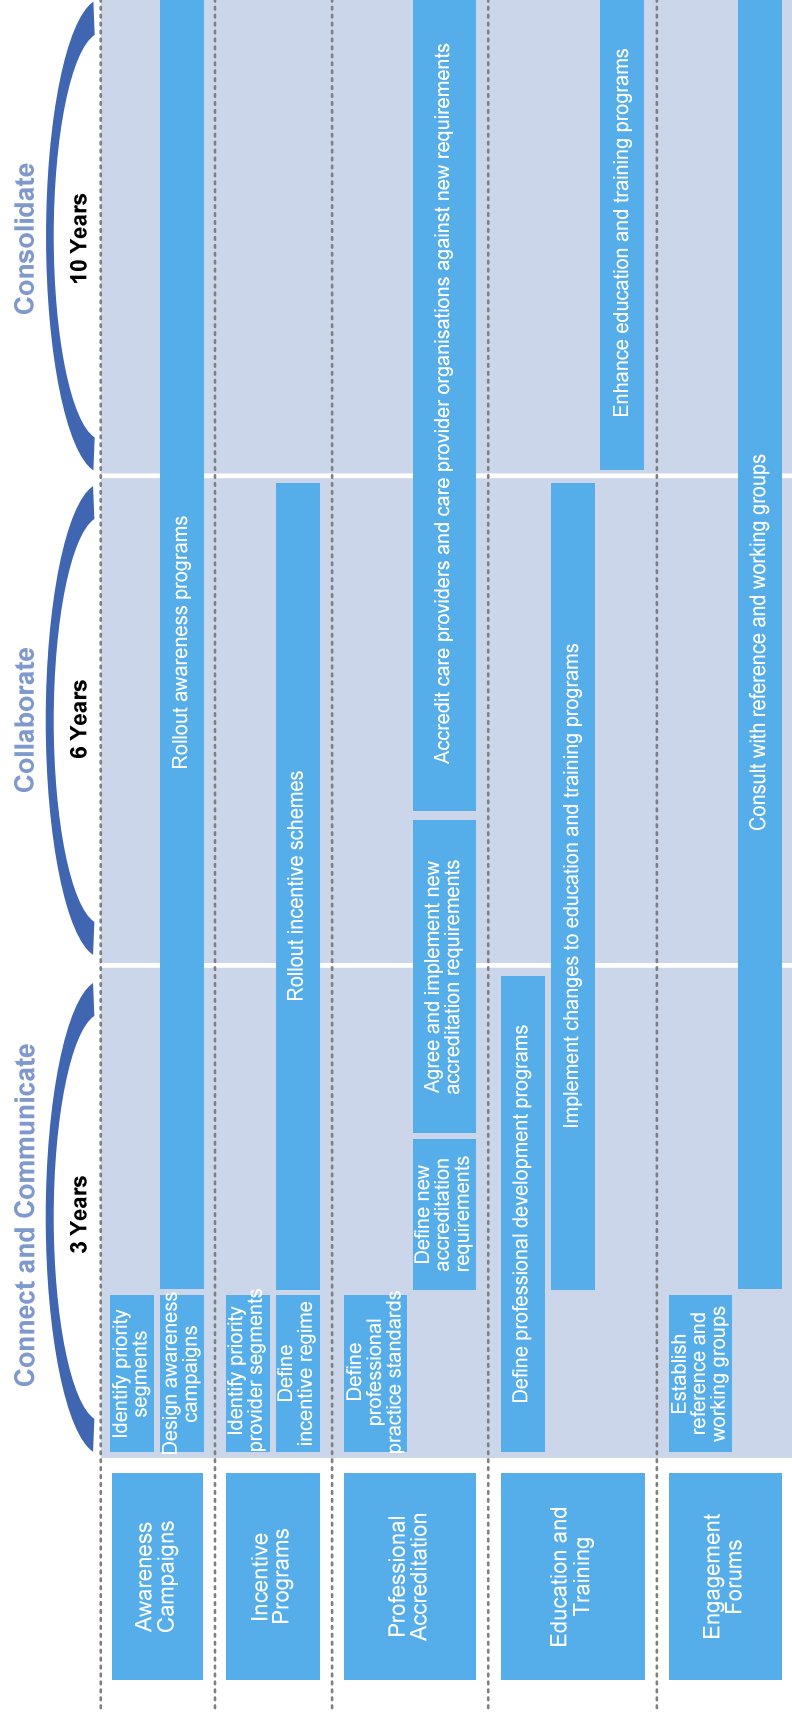 Connect and Communicate
Collaborate
Consolidate
3 Years
6 Years
10 Years
Awareness
Campaigns
Identify priority
segments
Design awareness
campaigns
Rollout awareness programs
Incentive
Programs
Identify priority
provider segments
Define
incentive regime
Rollout incentive schemes
Professional
Accreditation
Define
professional
practice standards
Define new
accreditation
requirements
Agree and implement new
accreditation requirements
Accredit care providers and care provider organisations against new requirements
Education and
Training
Define professional development programs
Implement changes to education and training programs
Enhance education and training programs
Engagement
Forums
Establish
reference and
working groups
Consult with reference and working groups